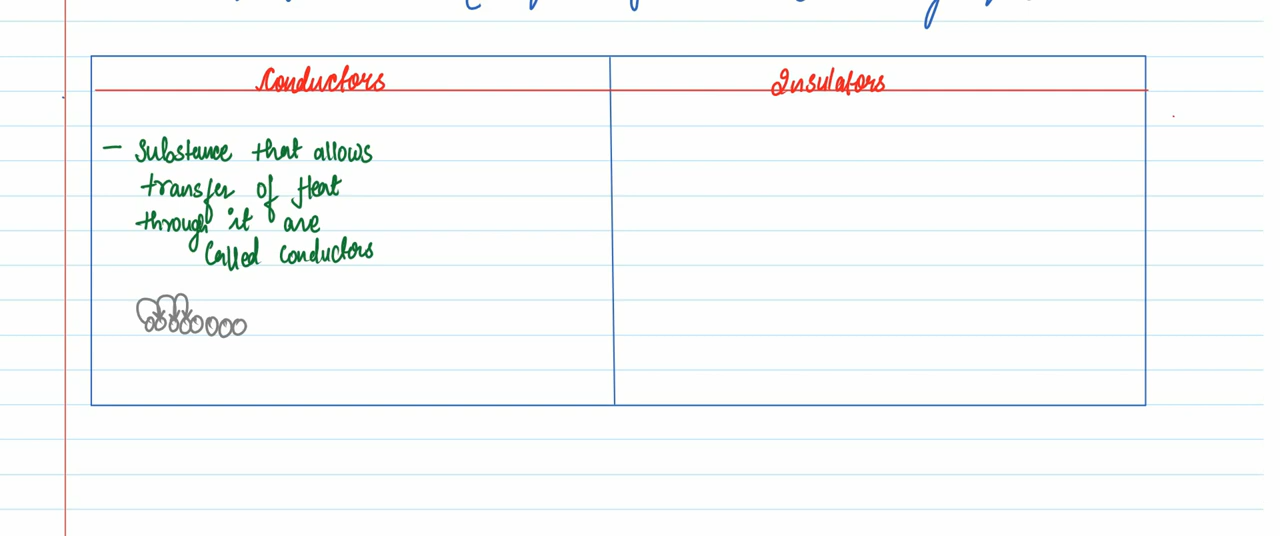 Conductors
Insulators
- Substance that allows
transfer of Heat
through it are
Called conductors